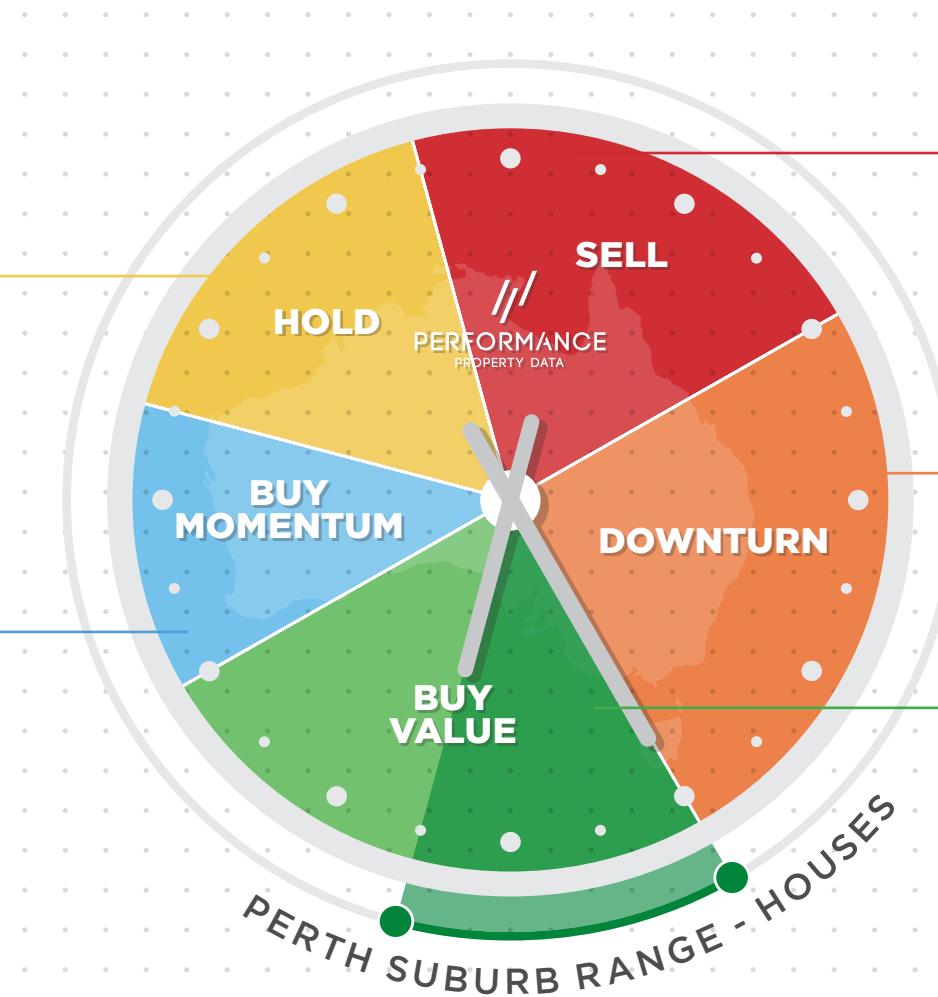 SELL
HOLD
PERFORMANCE
PROPERTY DATA
BUY
MOMENTUM
DOWNTURN
BUY
VALUE
PERTH SUBURB RANGE - HOUSES